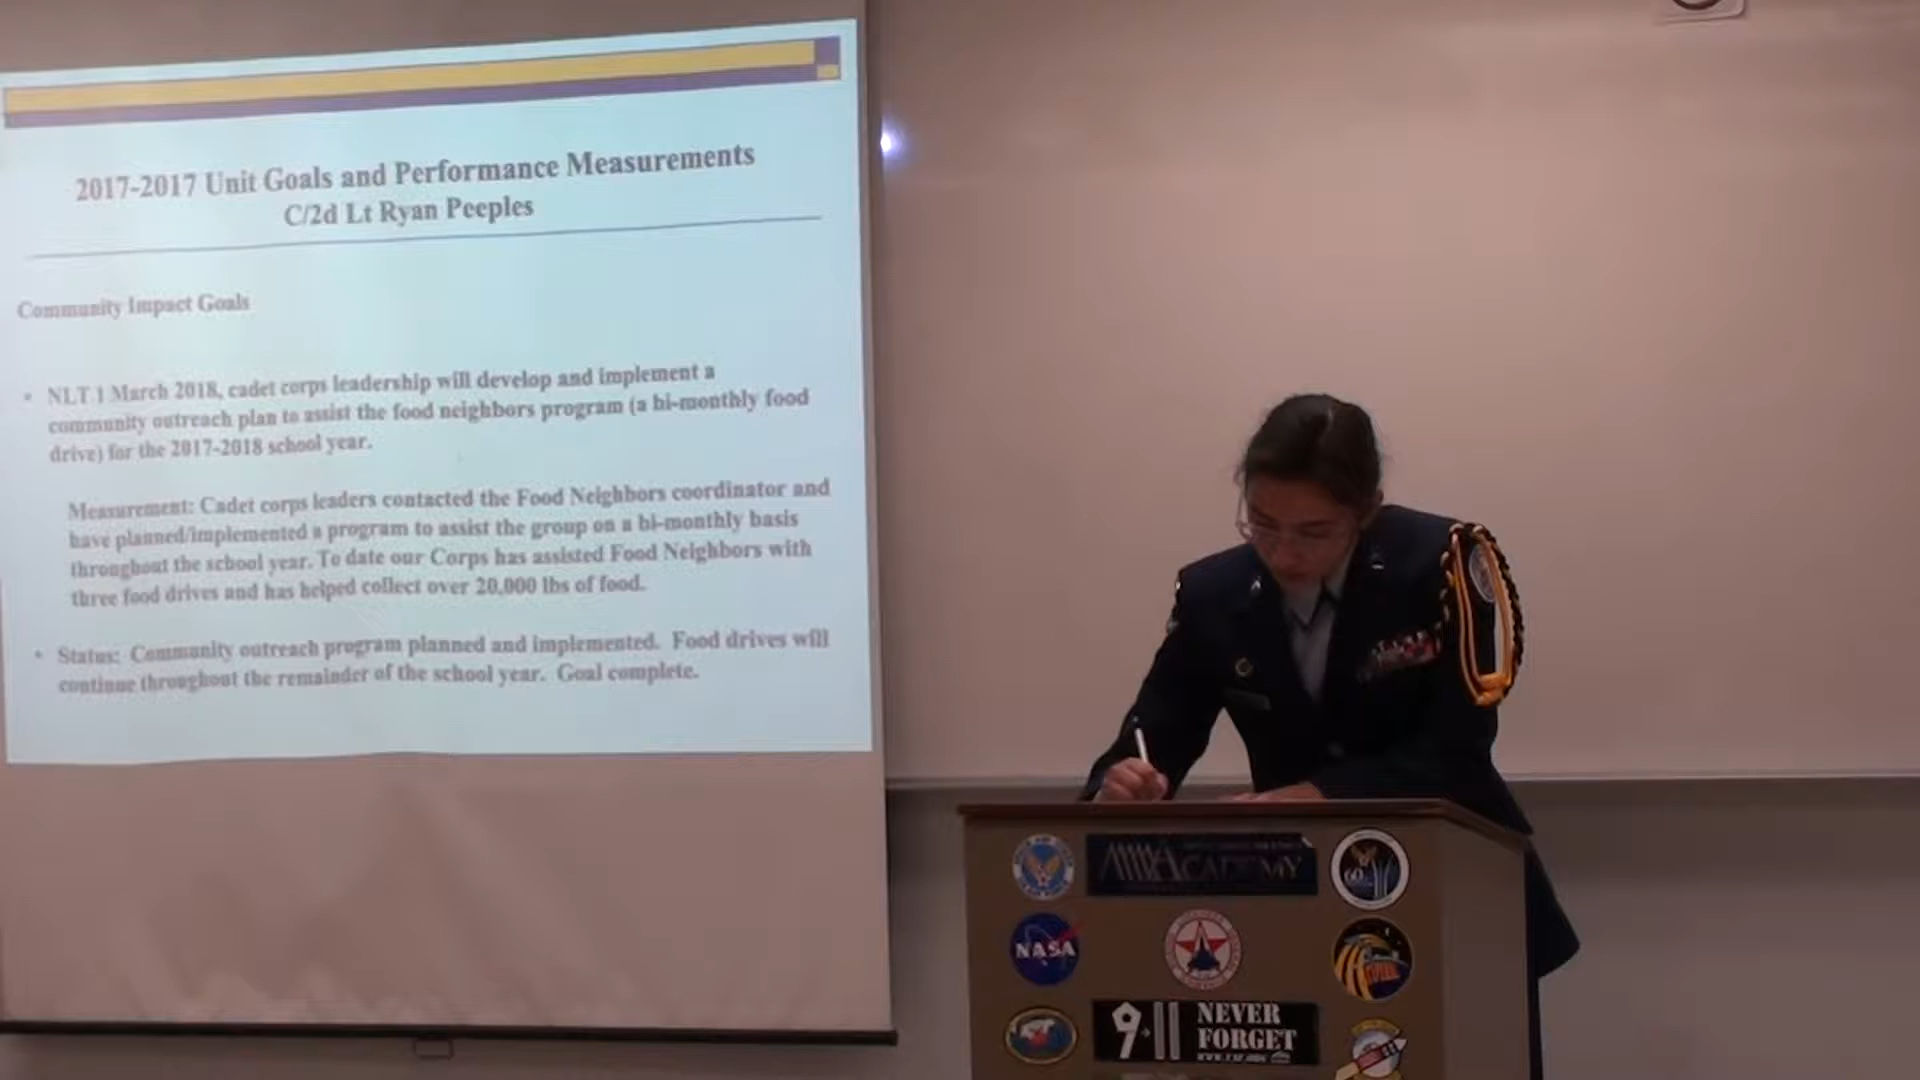 2017-2017 Unit Goals and Performance Measurements
C/2d Lt Ryan Peeples
Community Impact Goals
• NLT 1 March 2018, cadet corps leadership will develop and implement a
community outreach plan to assist the food neighbors program (a bi-monthly food
drive) for the 2017-2018 school year.
Measurement: Cadet corps leaders contacted the Food Neighbors coordinator and
have planned/implemented a program to assist the group on a bi-monthly basis
throughout the school year. To date our Corps has assisted Food Neighbors with
three food drives and has helped collect over 20,000 lbs of food.
• Status: Community outreach program planned and implemented. Food drives will
continue throughout the remainder of the school year. Goal complete.
ACADEMY
60
NASA
9-11 NEVER
FORGET